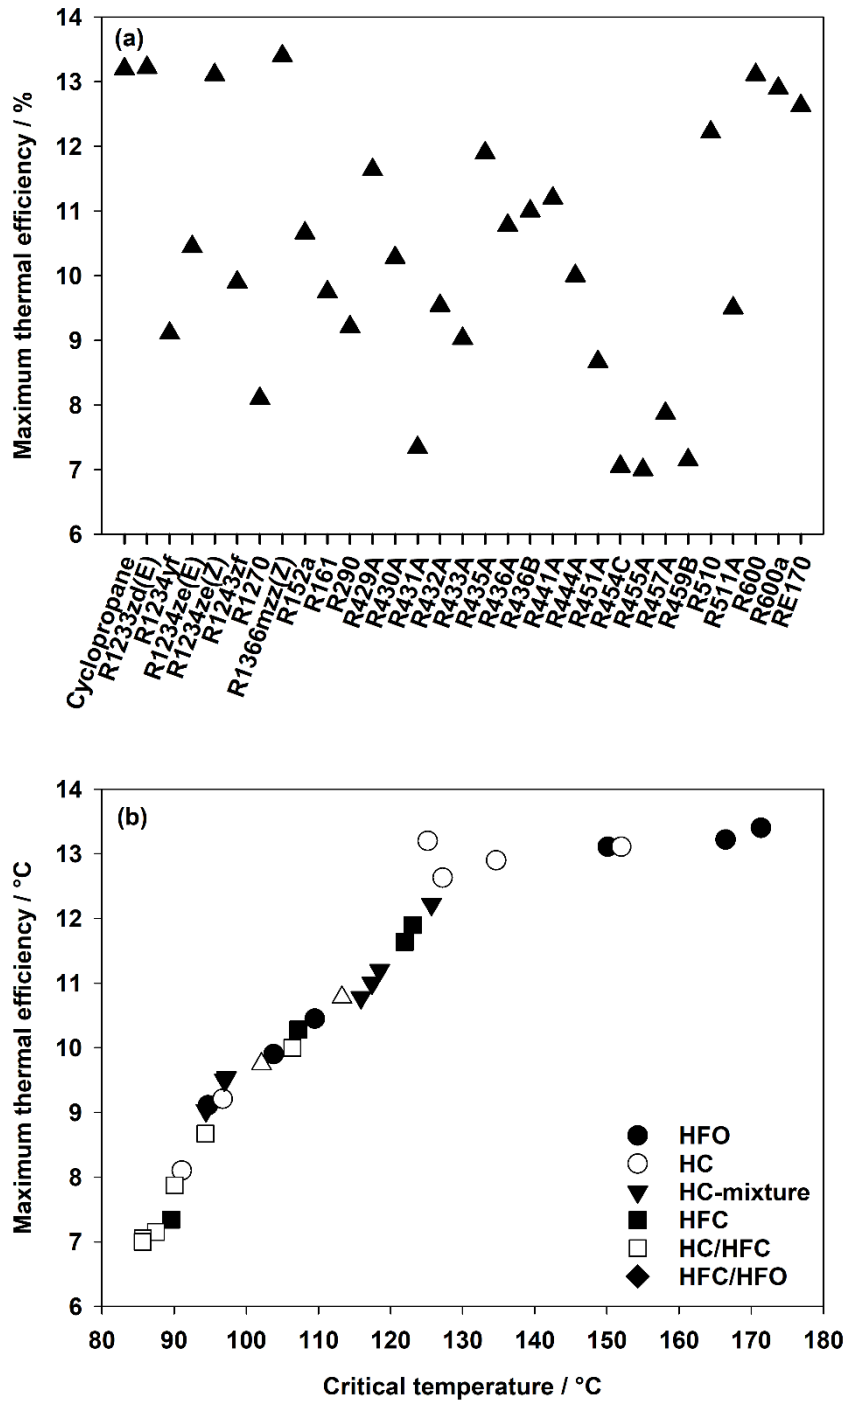 (a)
Maximum thermal efficiency / %
14
13
12
11
10
9
8
7
6
Cyclopropane
R1233zd(E)
R1234yf
R1234ze(E)
R1234ze(Z)
R1243zf
R1270
R1366mzz(Z)
R152a
R161
R290
R429A
R430A
R431A
R432A
R433A
R435A
R436A
R436B
R441A
R444A
R451A
R454C
R455A
R457A
R459B
R510
R511A
R600
R600a
RE170
(b)
Maximum thermal efficiency / °C
14
13
12
11
10
9
8
7
6
HFO
HC
HC-mixture
HFC
HC/HFC
HFC/HFO
80 90 100 110 120 130 140 150 160 170 180
Critical temperature / °C